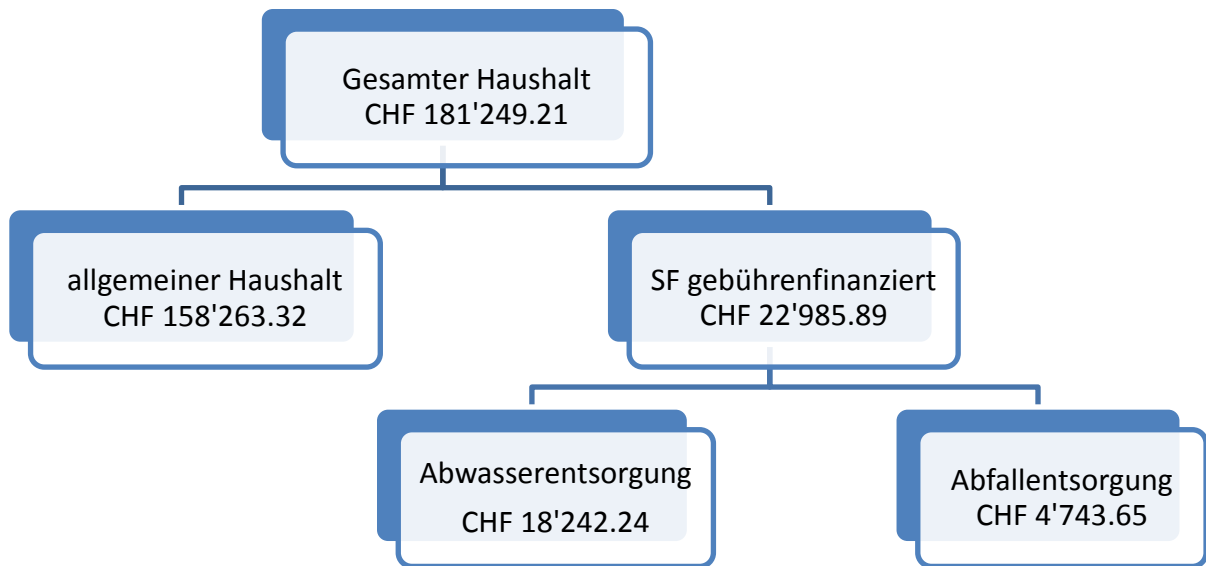 Gesamter Haushalt
CHF 181'249.21
allgemeiner Haushalt
CHF 158'263.32
SF gebührenfinanziert
CHF 22'985.89
Abwasserentsorgung
CHF 18'242.24
Abfallentsorgung
CHF 4'743.65